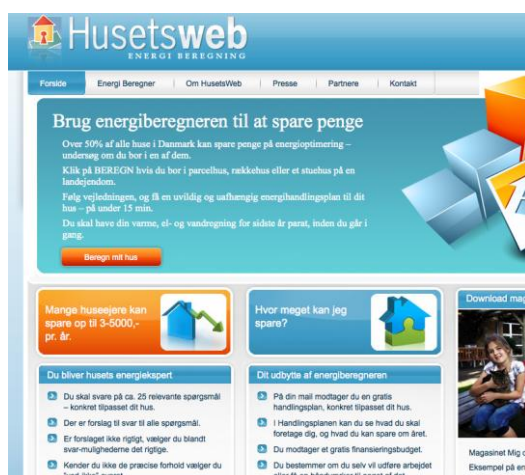 Husetsweb
ENERGI BEREGNING
Forside
Energi Beregner
Om HusetsWeb
Presse
Partnere
Kontakt
Brug energiberegneren til at spare penge
Over 50% af alle huse i Danmark kan spare penge på energioptimering –
undersøg om du bor i en af dem.
Klik på BEREGN hvis du bor i parcelhus, rækkehus eller et stuehus på en
landejendom.
Følg vejledningen, og få en uvildig og uafhængig energihandlingsplan til dit
hus – på under 15 min.
Du skal have din varme, el- og vandregning for sidste år parat, inden du går i
gang.
Beregn mit hus
Mange huseejere kan
spare op til 3-5000,-
pr. år.
Du bliver husets energiekspert
Du skal svare på ca. 25 relevante spørgsmål
– konkret tilpasset dit hus.
Der er forslag til svar til alle spørgsmål.
Er forslaget ikke rigtigt, vælger du blandt
svar-mulighederne det rigtige.
Kender du ikke de præcise forhold vælger du
Hvor meget kan jeg
spare?
Dit udbytte af energiberegneren
På din mail modtager du en gratis
handlingsplan, konkret tilpasset dit hus.
I Handlingsplanen kan du se hvad du skal
foretage dig, og hvad du kan spare om året.
Du modtager et gratis finansieringsbudget.
Du bestemmer om du selv vil udføre arbejdet
Download mag
Magasinet Mig o
Eksempel på en